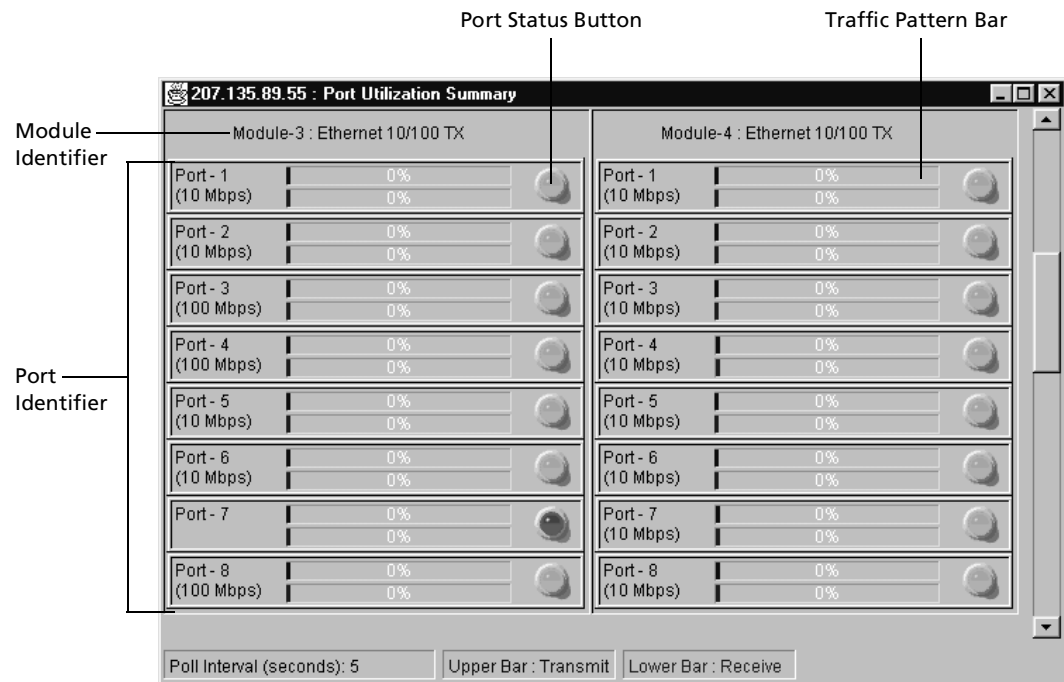 Port Status Button
Traffic Pattern Bar
207.135.89.55 : Port Utilization Summary
Module Identifier
Module-3 : Ethernet 10/100 TX
Module-4 : Ethernet 10/100 TX
Port - 1
(10 Mbps)
0%
0%
Port - 1
(10 Mbps)
0%
0%
Port - 2
(10 Mbps)
0%
0%
Port - 2
(10 Mbps)
0%
0%
Port - 3
(100 Mbps)
0%
0%
Port - 3
(10 Mbps)
0%
0%
Port - 4
(100 Mbps)
0%
0%
Port - 4
(10 Mbps)
0%
0%
Port Identifier
Port - 5
(10 Mbps)
0%
0%
Port - 5
(10 Mbps)
0%
0%
Port - 6
(10 Mbps)
0%
0%
Port - 6
(10 Mbps)
0%
0%
Port - 7
0%
0%
Port - 7
(10 Mbps)
0%
0%
Port - 8
(100 Mbps)
0%
0%
Port - 8
(10 Mbps)
0%
0%
Poll Interval (seconds): 5
Upper Bar : Transmit
Lower Bar : Receive